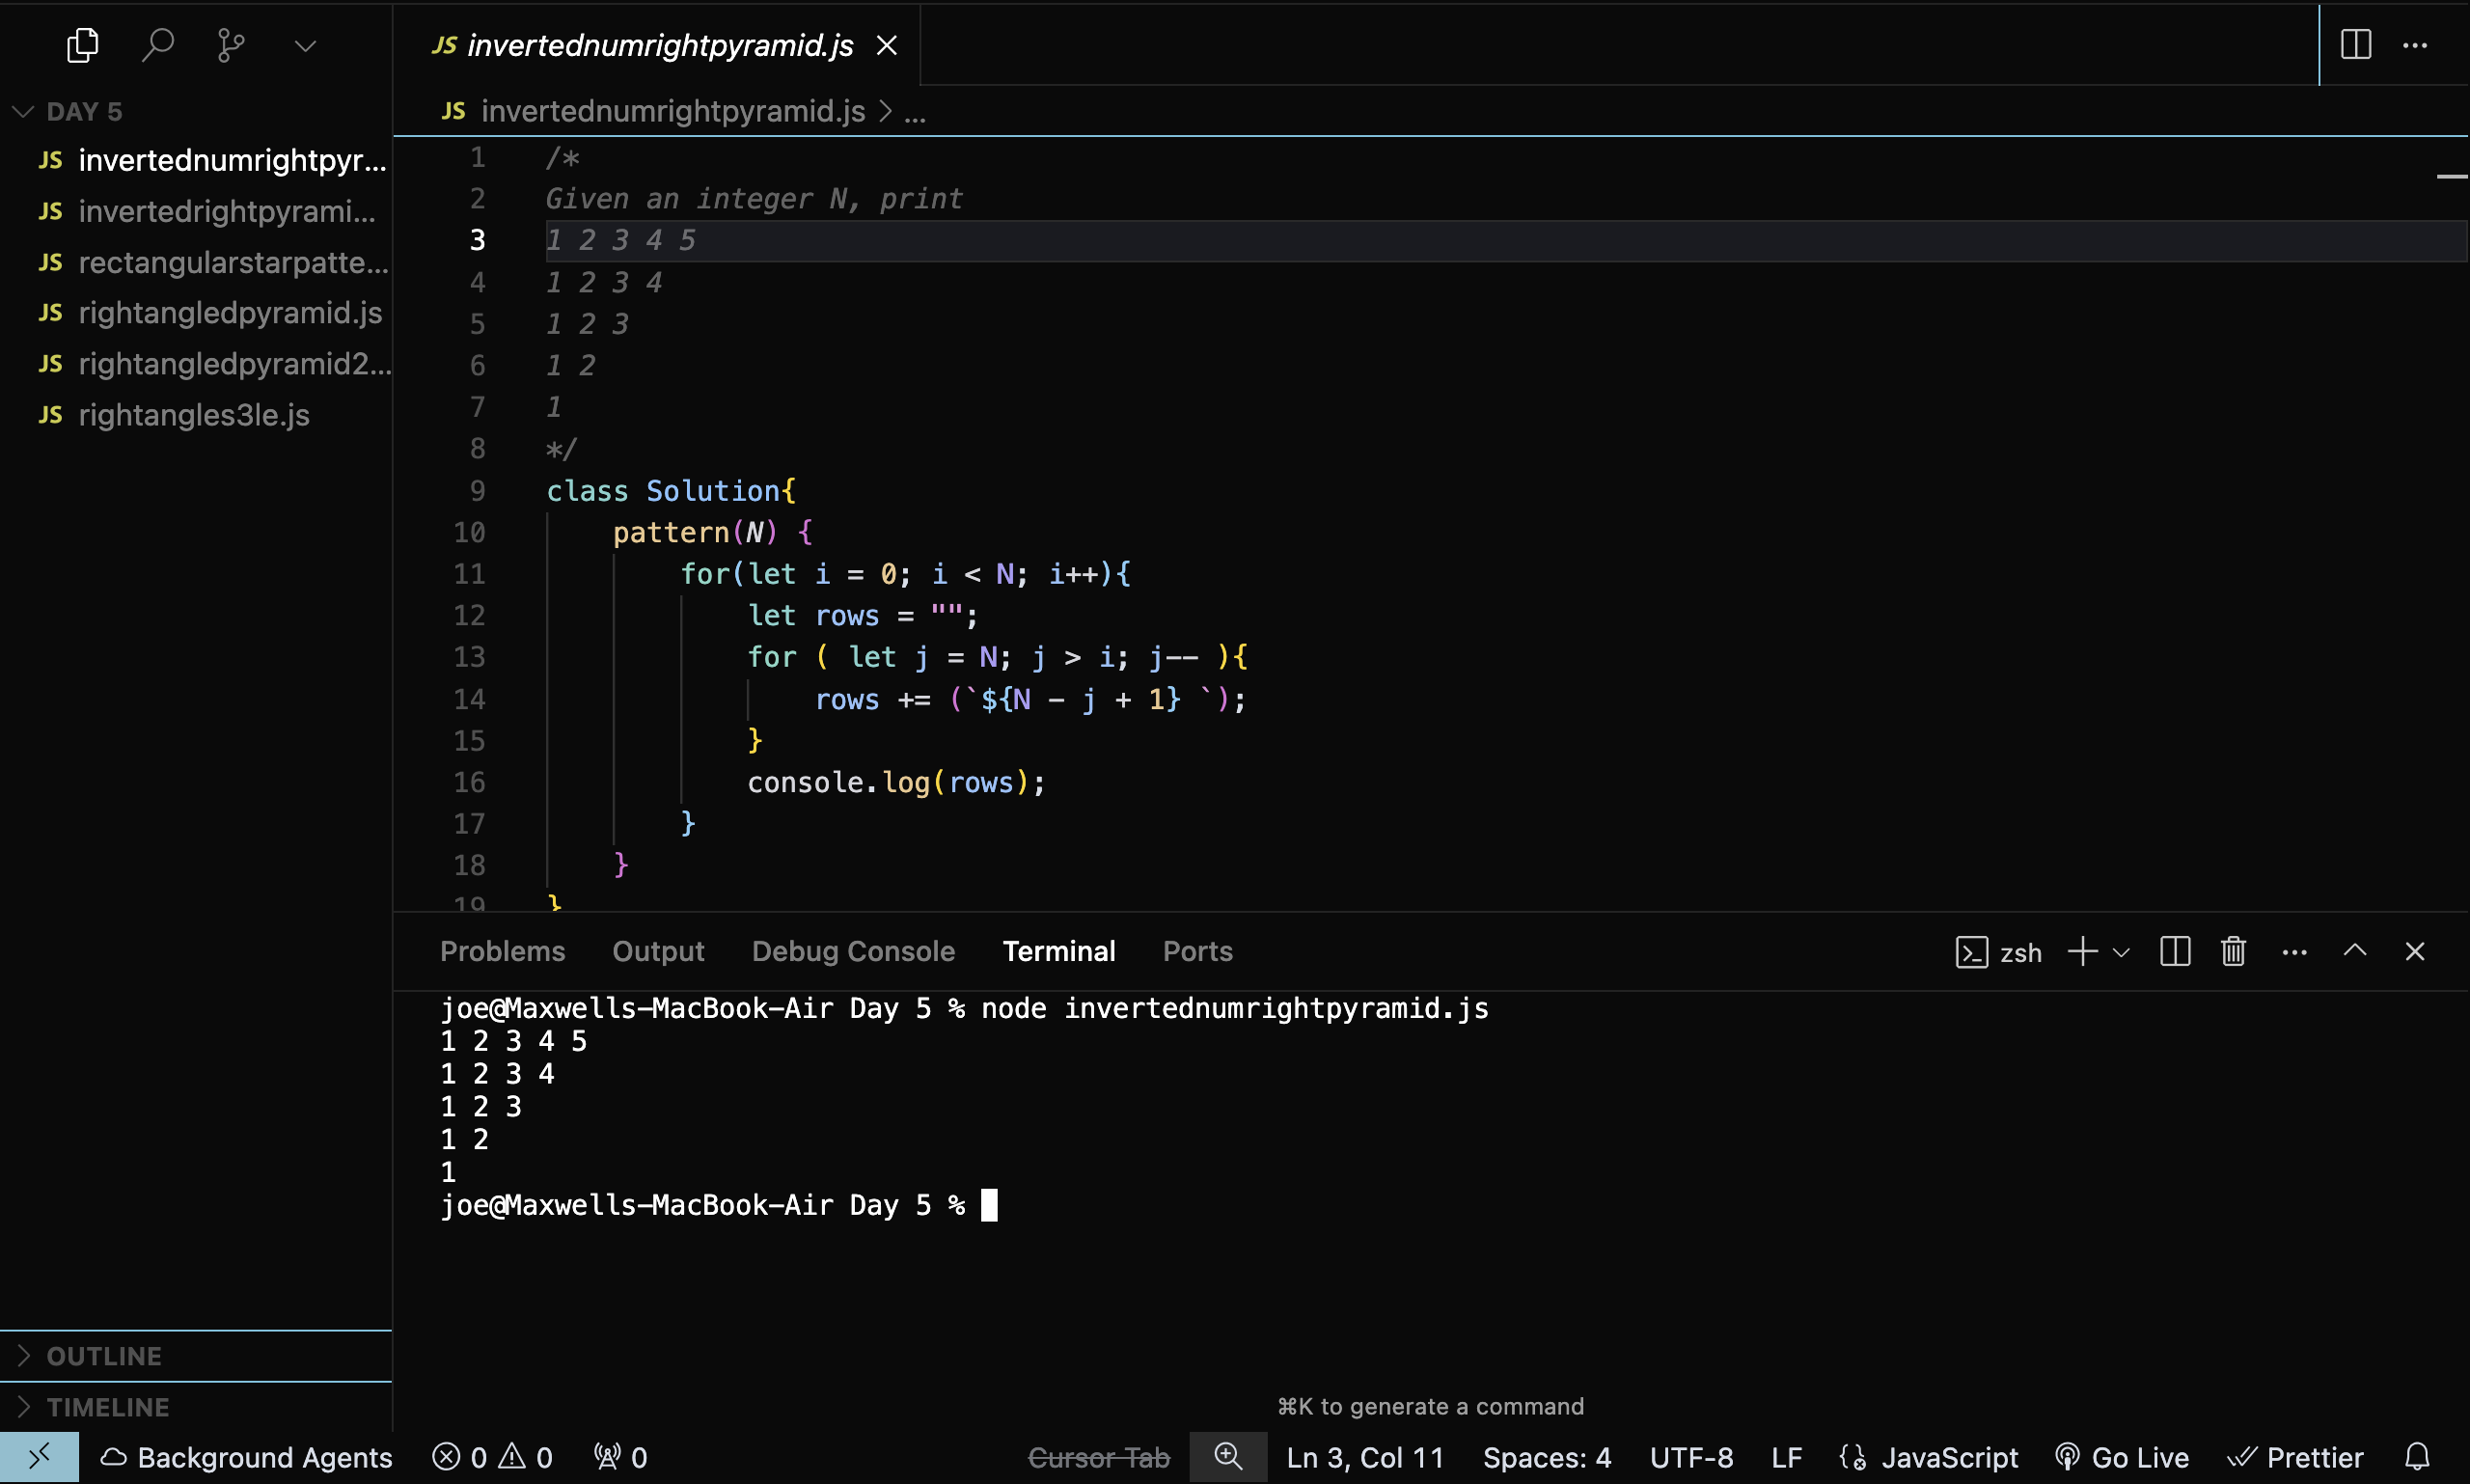 JS invertednumrightpyramid.js
DAY 5
JS invertednumrightpyr...
JS invertedrightpyrami...
JS rectangularstarpatte...
JS rightangledpyramid.js
JS rightangledpyramid2...
JS rightangles3le.js
JS invertednumrightpyramid.js > ...
1 /*
2 Given an integer N, print
3 1 2 3 4 5
4 1 2 3 4
5 1 2 3
6 1 2
7 1
8 */
9 class Solution{
10 pattern(N) {
11 for(let i = 0; i < N; i++){
12 let rows = "";
13 for ( let j = N; j > i; j-- ){
14 rows += (`${N - j + 1} `);
15 }
16 console.log(rows);
17 }
18 }
19 }
Problems Output Debug Console Terminal Ports zsh
joe@Maxwells-MacBook-Air Day 5 % node invertednumrightpyramid.js
1 2 3 4 5
1 2 3 4
1 2 3
1 2
1
joe@Maxwells-MacBook-Air Day 5 %
OUTLINE
TIMELINE
⌘K to generate a command
Background Agents 0 0 0 Cursor Tab Ln 3, Col 11 Spaces: 4 UTF-8 LF JavaScript Go Live Prettier